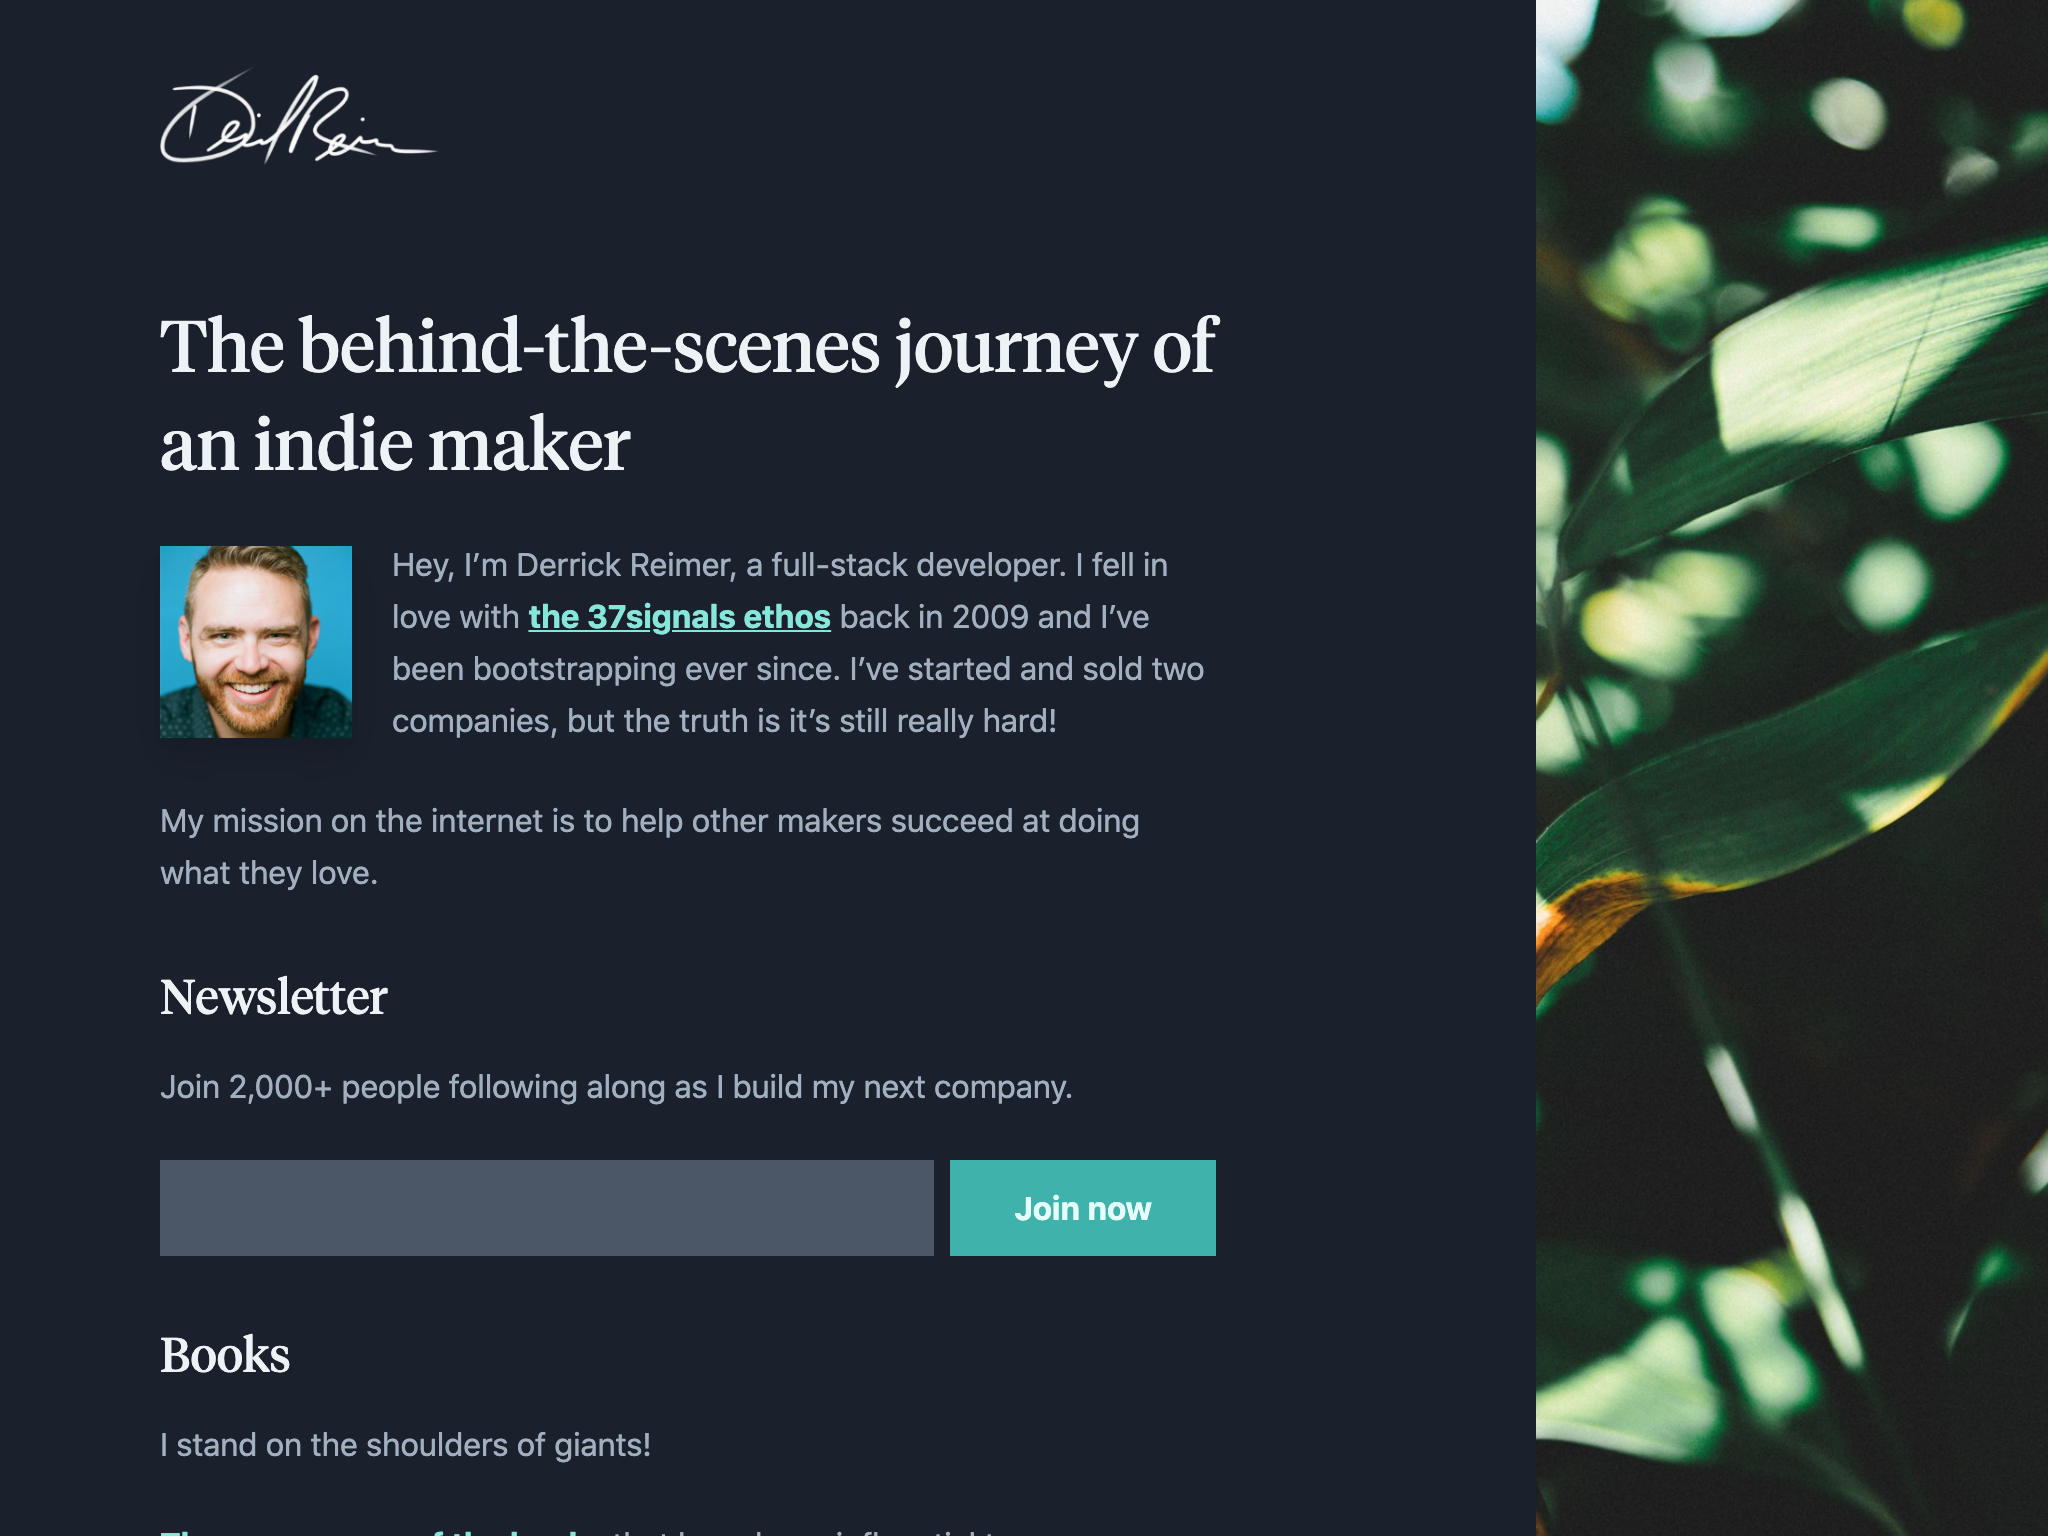 The behind-the-scenes journey of
an indie maker
Hey, I’m Derrick Reimer, a full-stack developer. I fell in
love with the 37signals ethos back in 2009 and I’ve
been bootstrapping ever since. I’ve started and sold two
companies, but the truth is it’s still really hard!
My mission on the internet is to help other makers succeed at doing
what they love.
Newsletter
Join 2,000+ people following along as I build my next company.
Join now
Books
I stand on the shoulders of giants!